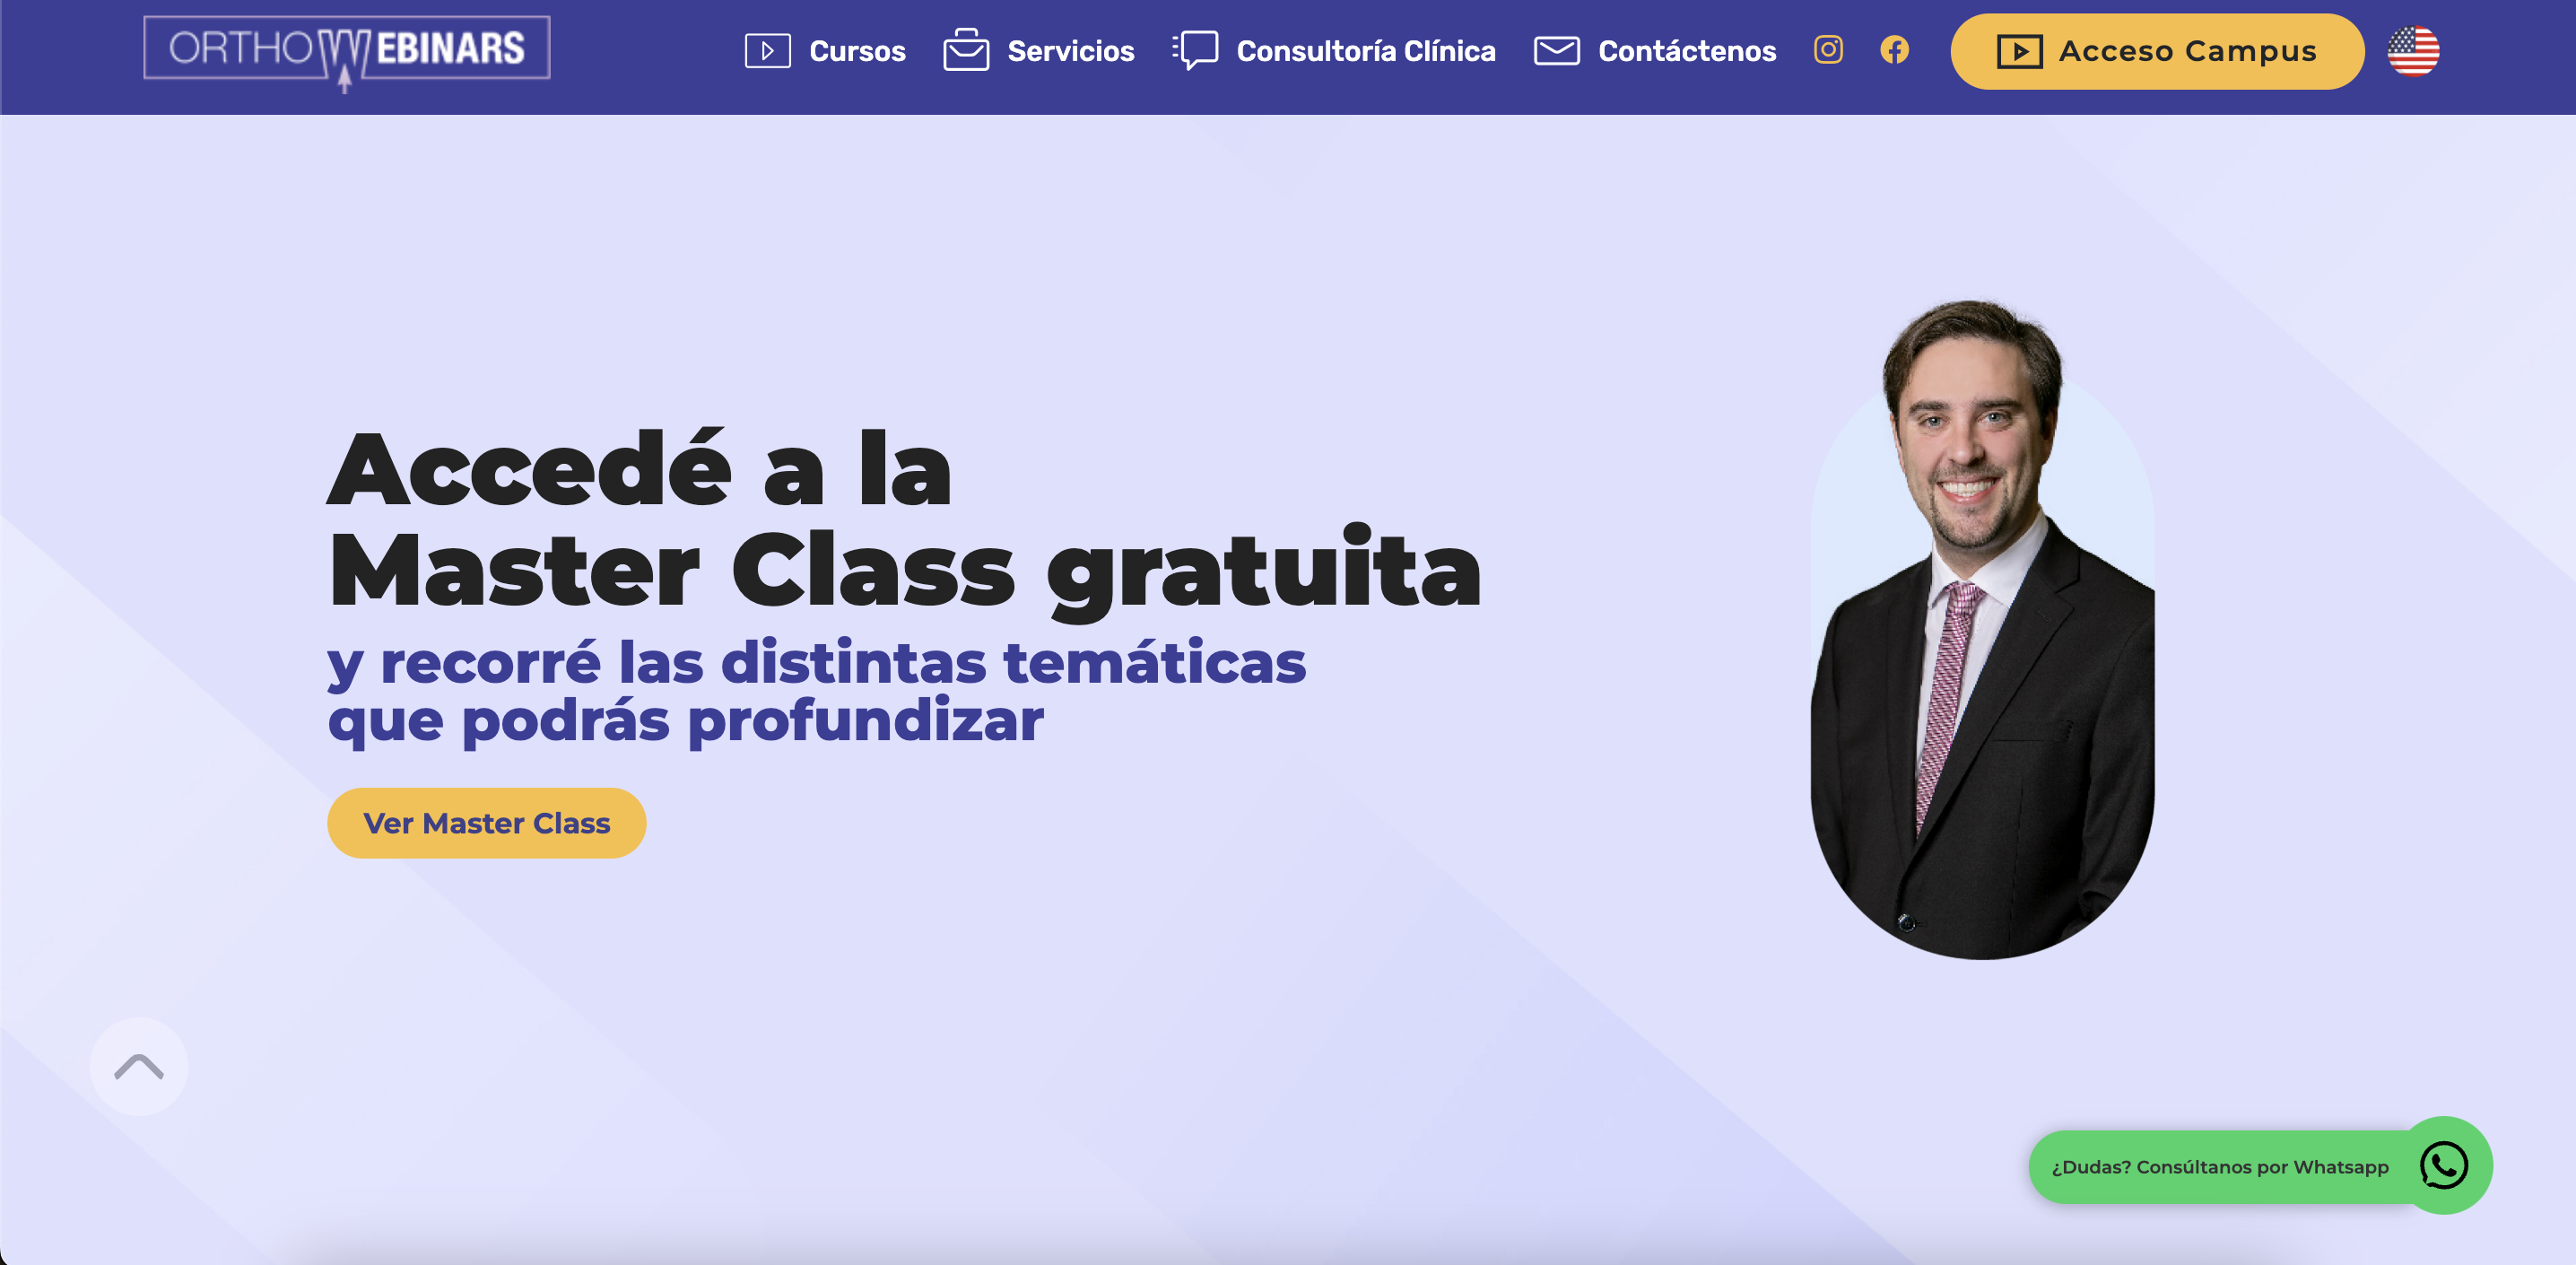 ORTHOWEBINARS
Cursos
Servicios
Consultoría Clínica
Contáctenos
Acceso Campus
Accedé a la
Master Class gratuita
y recorré las distintas temáticas
que podrás profundizar
Ver Master Class
¿Dudas? Consúltanos por Whatsapp